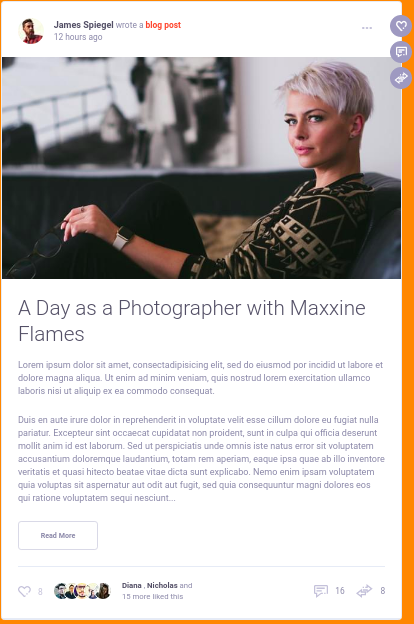 James Spiegel wrote a blog post
12 hours ago
A Day as a Photographer with Maxxine
Flames
Lorem ipsum dolor sit amet, consectadipisicing elit, sed do eiusmod por incidid ut labore et
dolore magna aliqua. Ut enim ad minim veniam, quis nostrud lorem exercitation ullamco
laboris nisi ut aliquip ex ea commodo consequat.
Duis en aute irure dolor in reprehenderit in voluptate velit esse cillum dolore eu fugiat nulla
pariatur. Excepteur sint occaecat cupidatat non proident, sunt in culpa qui officia deserunt
mollit anim id est laborum. Sed ut perspiciatis unde omnis iste natus error sit voluptatem
accusantium doloremque laudantium, totam rem aperiam, eaque ipsa quae ab illo inventore
veritatis et quasi hitecto beatae vitae dicta sunt explicabo. Nemo enim ipsam voluptatem
quia voluptas sit aspernatur aut odit aut fugit, sed quia consequuntur magni dolores eos
qui ratione voluptatem sequi nesciunt...
Read More
8
Diana , Nicholas and
15 more liked this
16
8